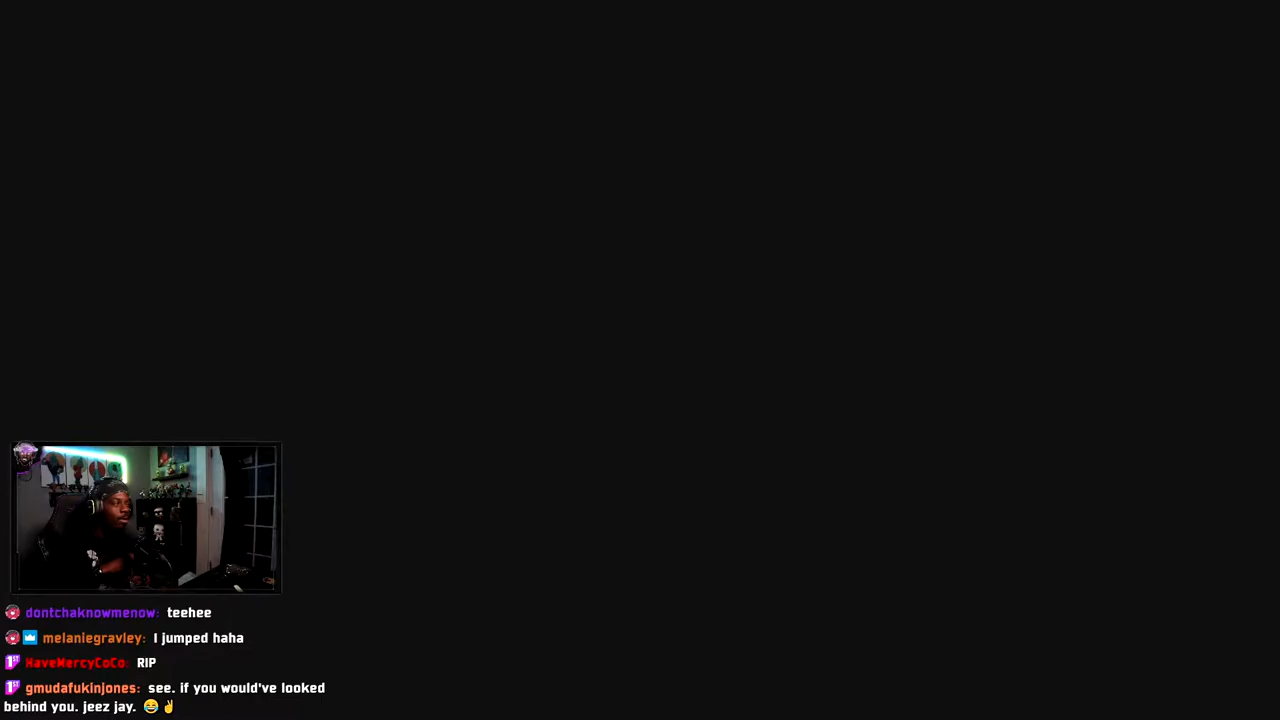 dontchaknowmenow: teehee
melaniegravley: I jumped haha
HaveMercyCoCo: RIP
gmudafukinjones: see. if you would've looked
behind you. jeez jay. 😂✌